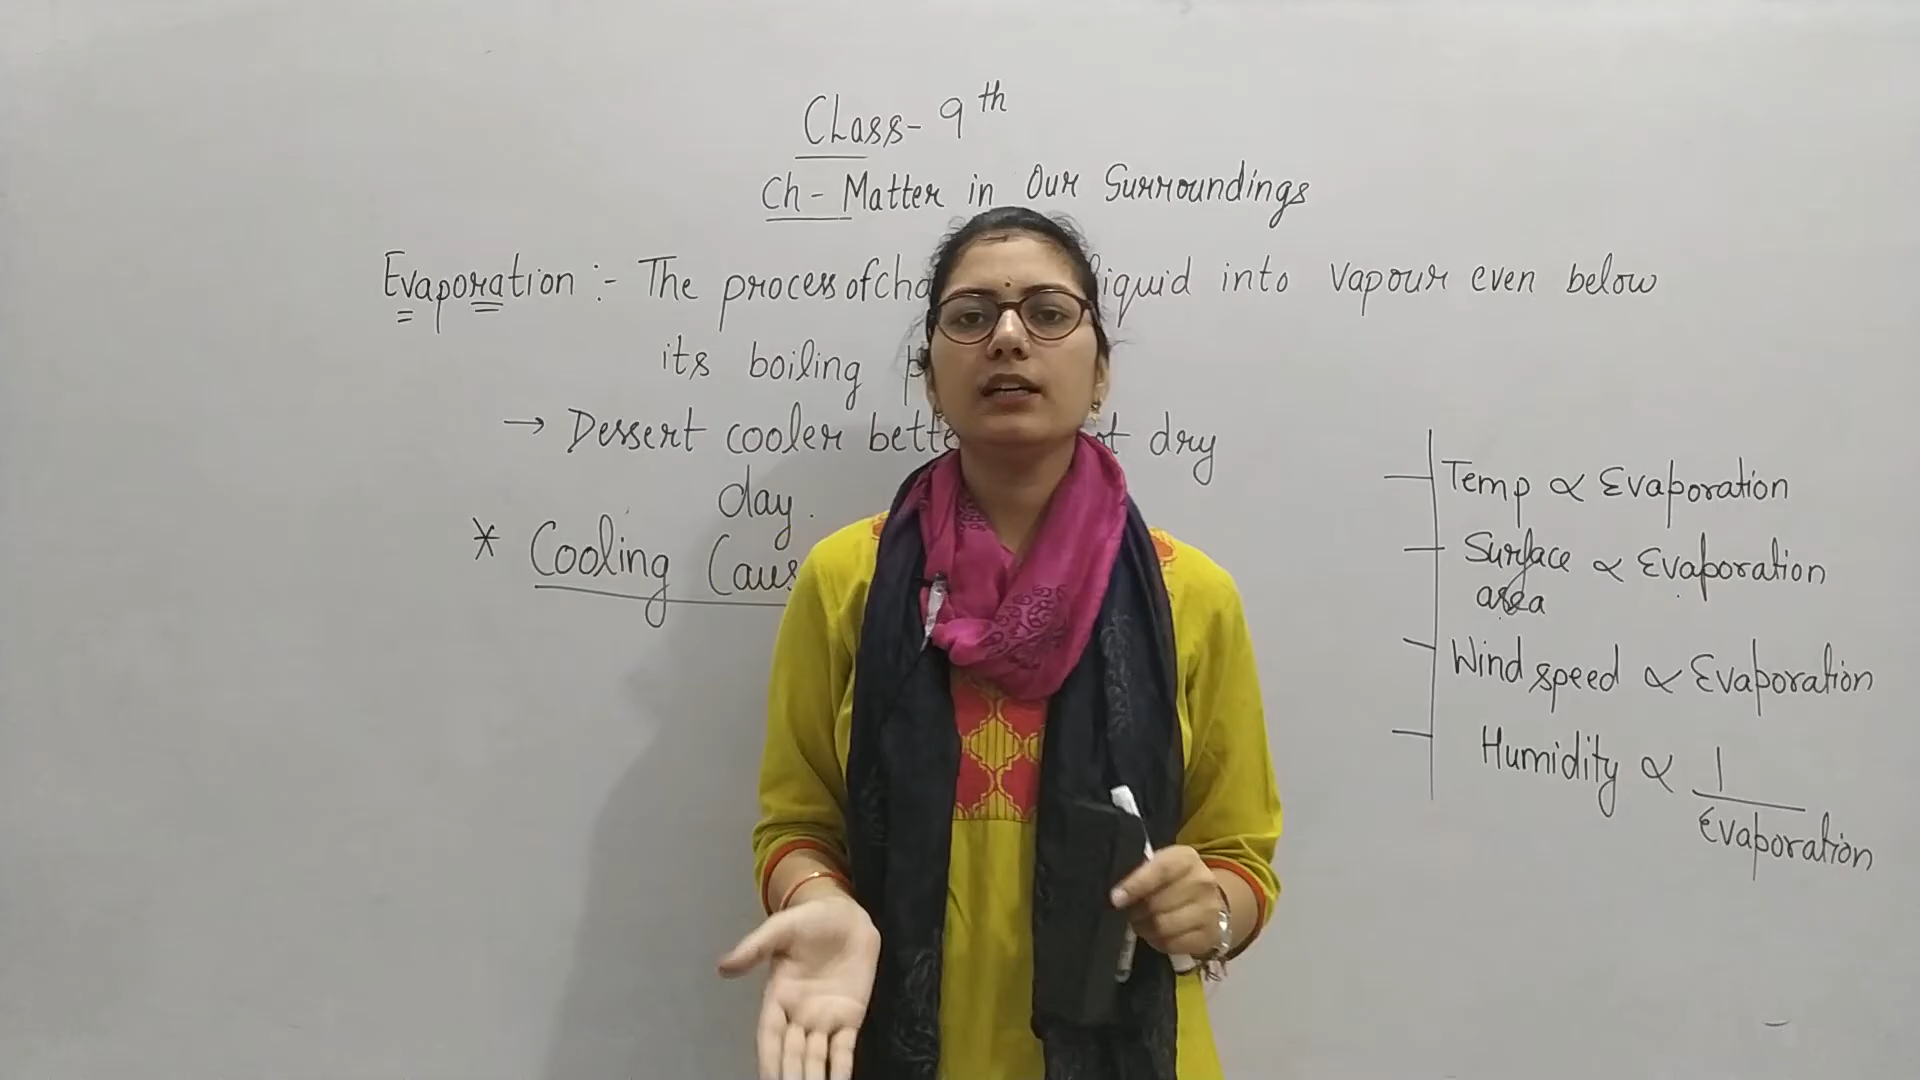 Class- 9th
Ch- Matter in Our Surroundings
Evaporation :- The process of cha iquid into vapour even below
its boiling p
→ Dessert cooler bette t dry
day.
* Cooling Caus
Temp ∝ Evaporation
Surface ∝ Evaporation
area
Wind speed ∝ Evaporation
Humidity ∝ 1
Evaporation